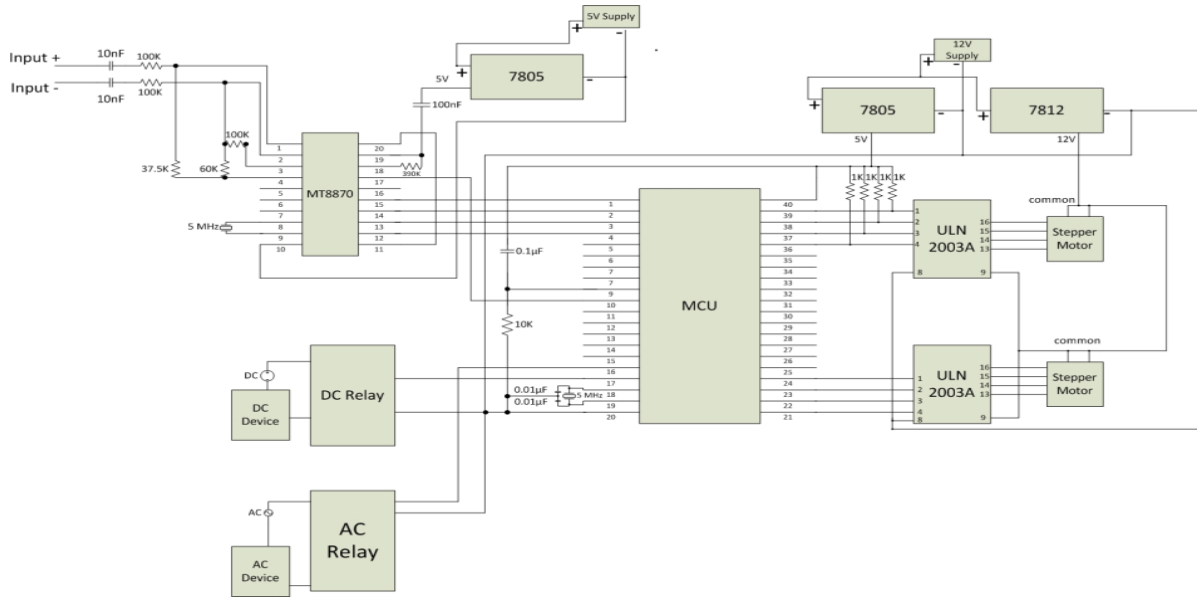 5V Supply
+
-
Input +
10nF
100K
Input -
10nF
100K
+
7805
-
5V
100nF
12V
Supply
+
-
+
7805
-
5V
+
7812
-
12V
100K
37.5K
60K
390K
MT8870
1
2
3
4
5
6
7
8
9
10
20
19
18
17
16
15
14
13
12
11
5 MHz
1K
1K
1K
1K
0.1µF
10K
MCU
1
2
3
4
5
6
7
7
9
10
11
12
13
14
15
16
17
18
19
20
40
39
38
37
36
35
34
33
32
31
30
29
28
27
26
25
24
23
22
21
0.01µF
0.01µF
5 MHz
ULN
2003A
1
2
3
4
8
16
15
14
13
9
common
Stepper
Motor
ULN
2003A
1
2
3
4
8
16
15
14
13
9
common
Stepper
Motor
DC
DC Relay
DC
Device
AC
AC
Relay
AC
Device